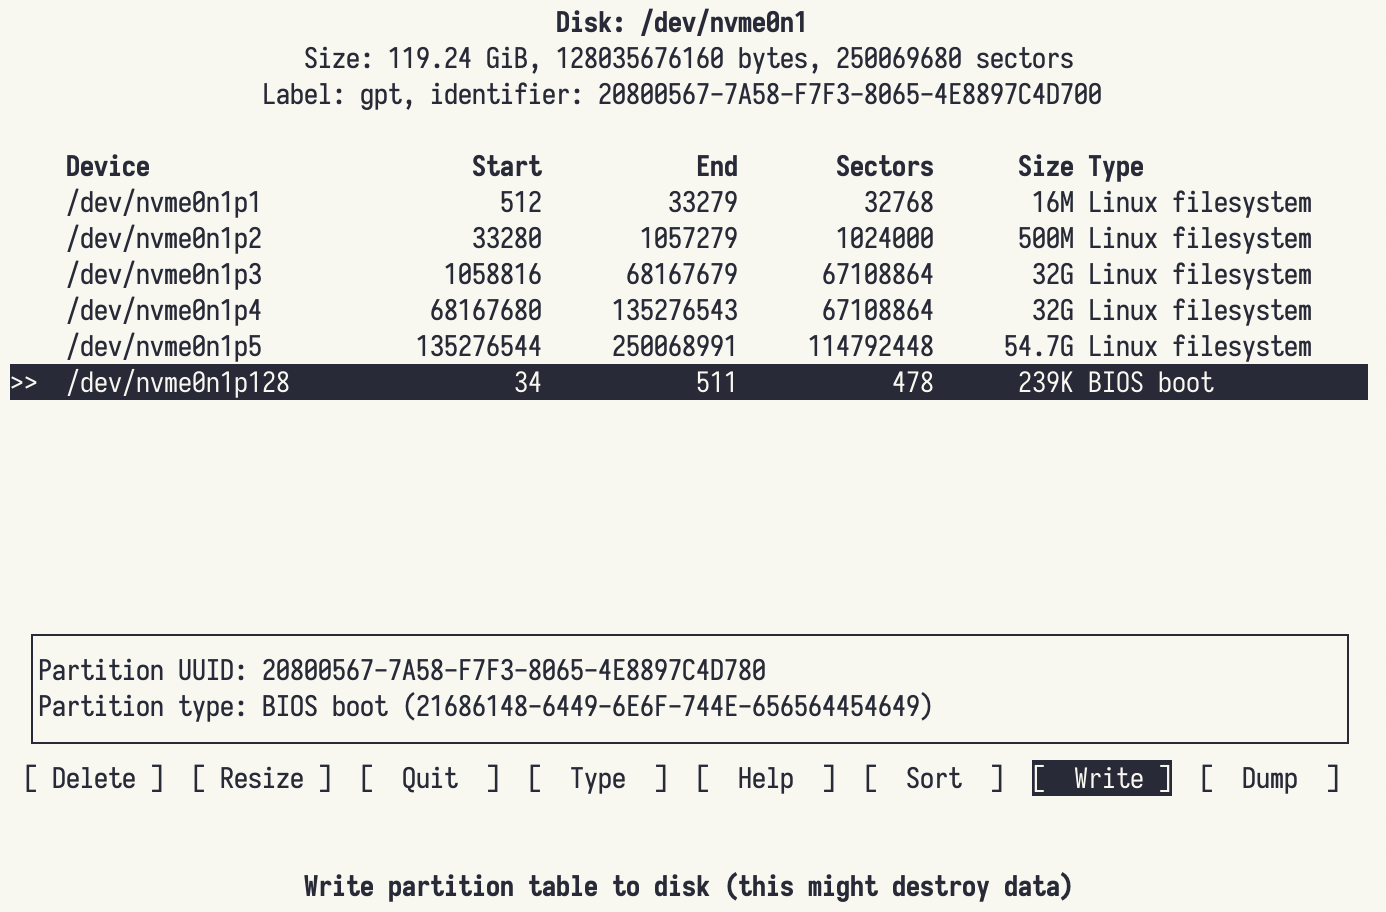 Disk: /dev/nvme0n1
Size: 119.24 GiB, 128035676160 bytes, 250069680 sectors
Label: gpt, identifier: 20800567-7A58-F7F3-8065-4E8897C4D700
Device Start End Sectors Size Type
/dev/nvme0n1p1 512 33279 32768 16M Linux filesystem
/dev/nvme0n1p2 33280 1057279 1024000 500M Linux filesystem
/dev/nvme0n1p3 1058816 68167679 67108864 32G Linux filesystem
/dev/nvme0n1p4 68167680 135276543 67108864 32G Linux filesystem
/dev/nvme0n1p5 135276544 250068991 114792448 54.7G Linux filesystem
>> /dev/nvme0n1p128 34 511 478 239K BIOS boot
Partition UUID: 20800567-7A58-F7F3-8065-4E8897C4D780
Partition type: BIOS boot (21686148-6449-6E6F-744E-656564454649)
[ Delete ] [ Resize ] [ Quit ] [ Type ] [ Help ] [ Sort ] [ Write ] [ Dump ]
Write partition table to disk (this might destroy data)